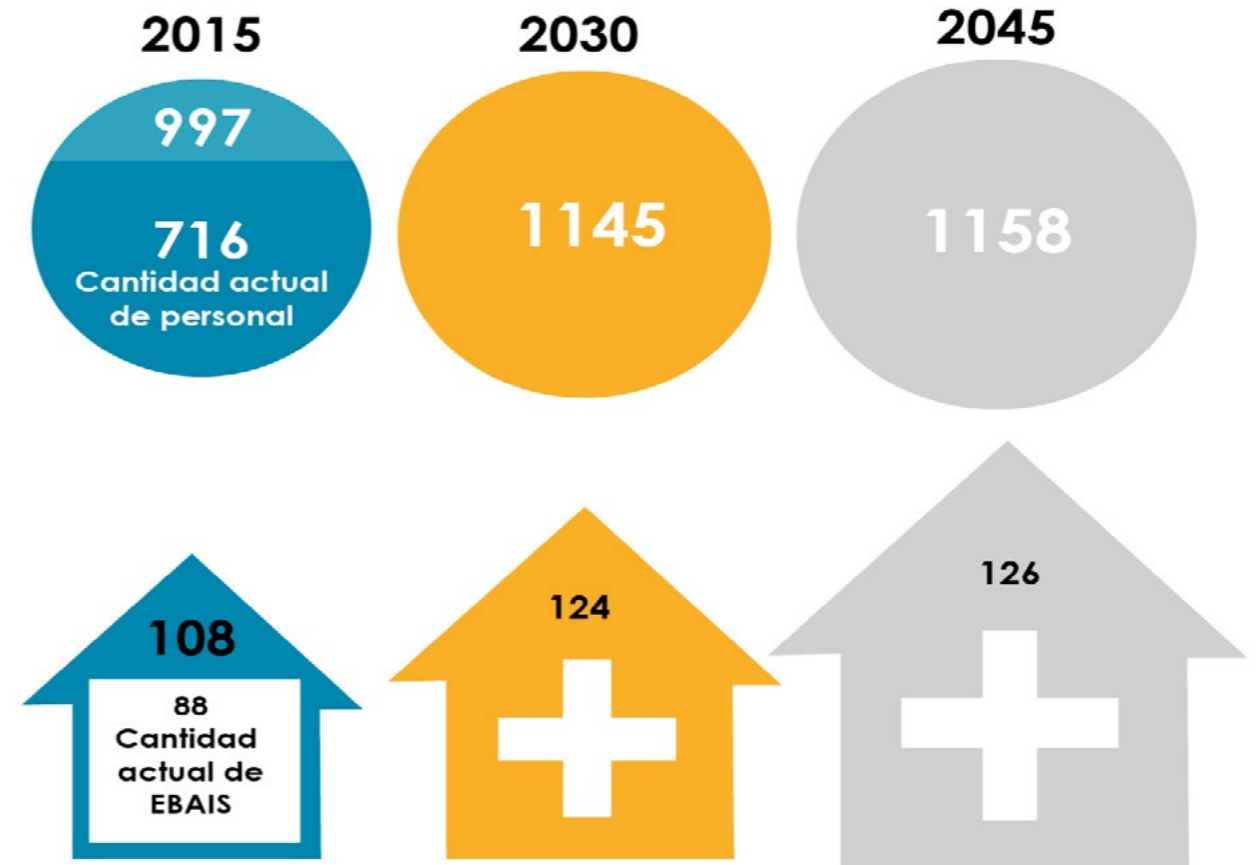 2015
2030
2045
997
716
Cantidad actual
de personal
1145
1158
108
88
Cantidad
actual de
EBAIS
124
126